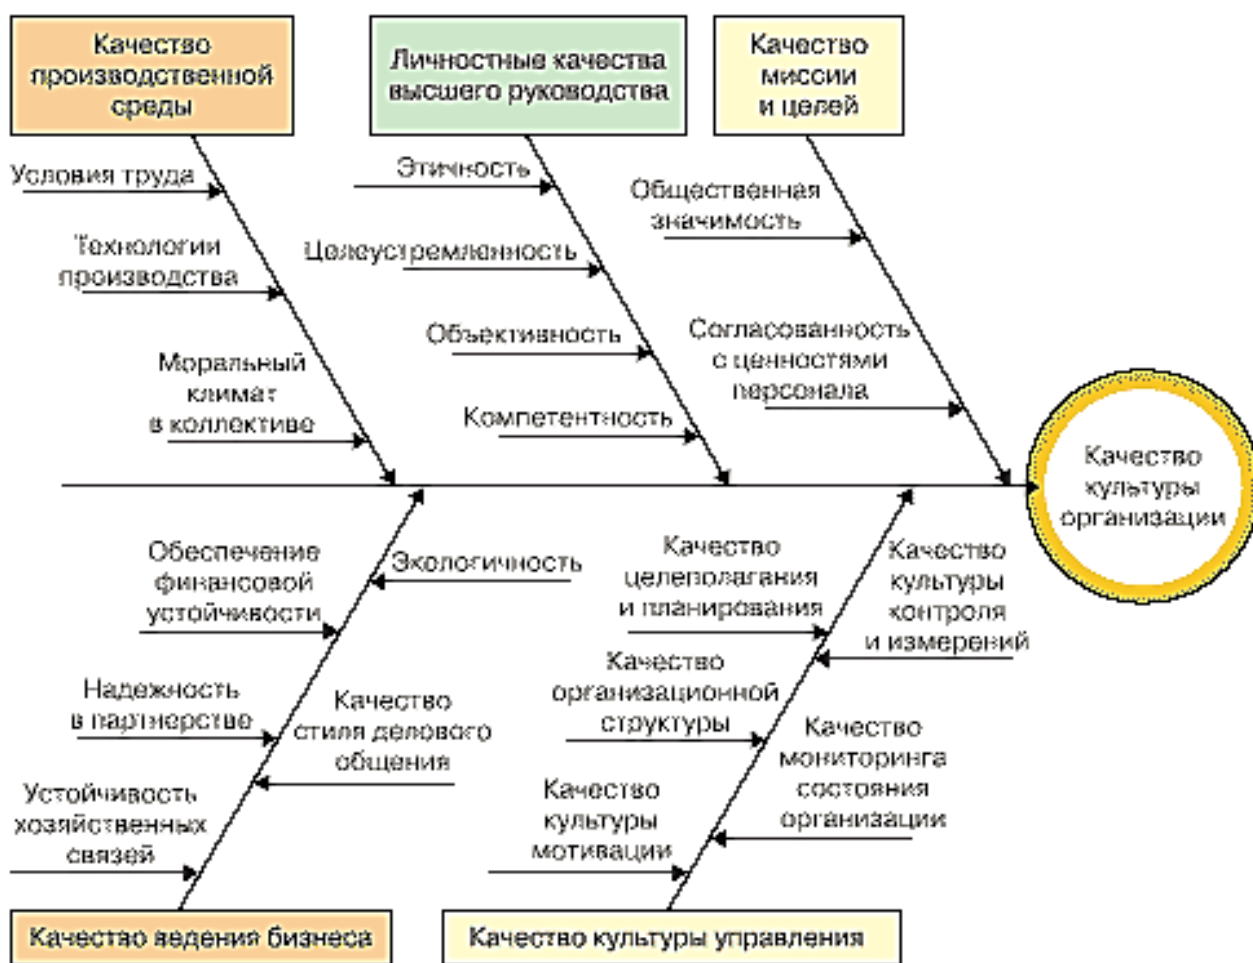 Качество
производственной
среды
Личностные качества
высшего руководства
Качество
миссии
и целей
Условия труда
Технологии
производства
Моральный
климат
в коллективе
Этичность
Целеустремленность
Объективность
Компетентность
Общественная
значимость
Согласованность
с ценностями
персонала
Качество
культуры
организации
Обеспечение
финансовой
устойчивости
Экологичность
Надежность
в партнерстве
Качество
стиля делового
общения
Устойчивость
хозяйственных
связей
Качество
целеполагания
и планирования
Качество
культуры
контроля
и измерений
Качество
организационной
структуры
Качество
мониторинга
состояния
организации
Качество
культуры
мотивации
Качество ведения бизнеса
Качество культуры управления